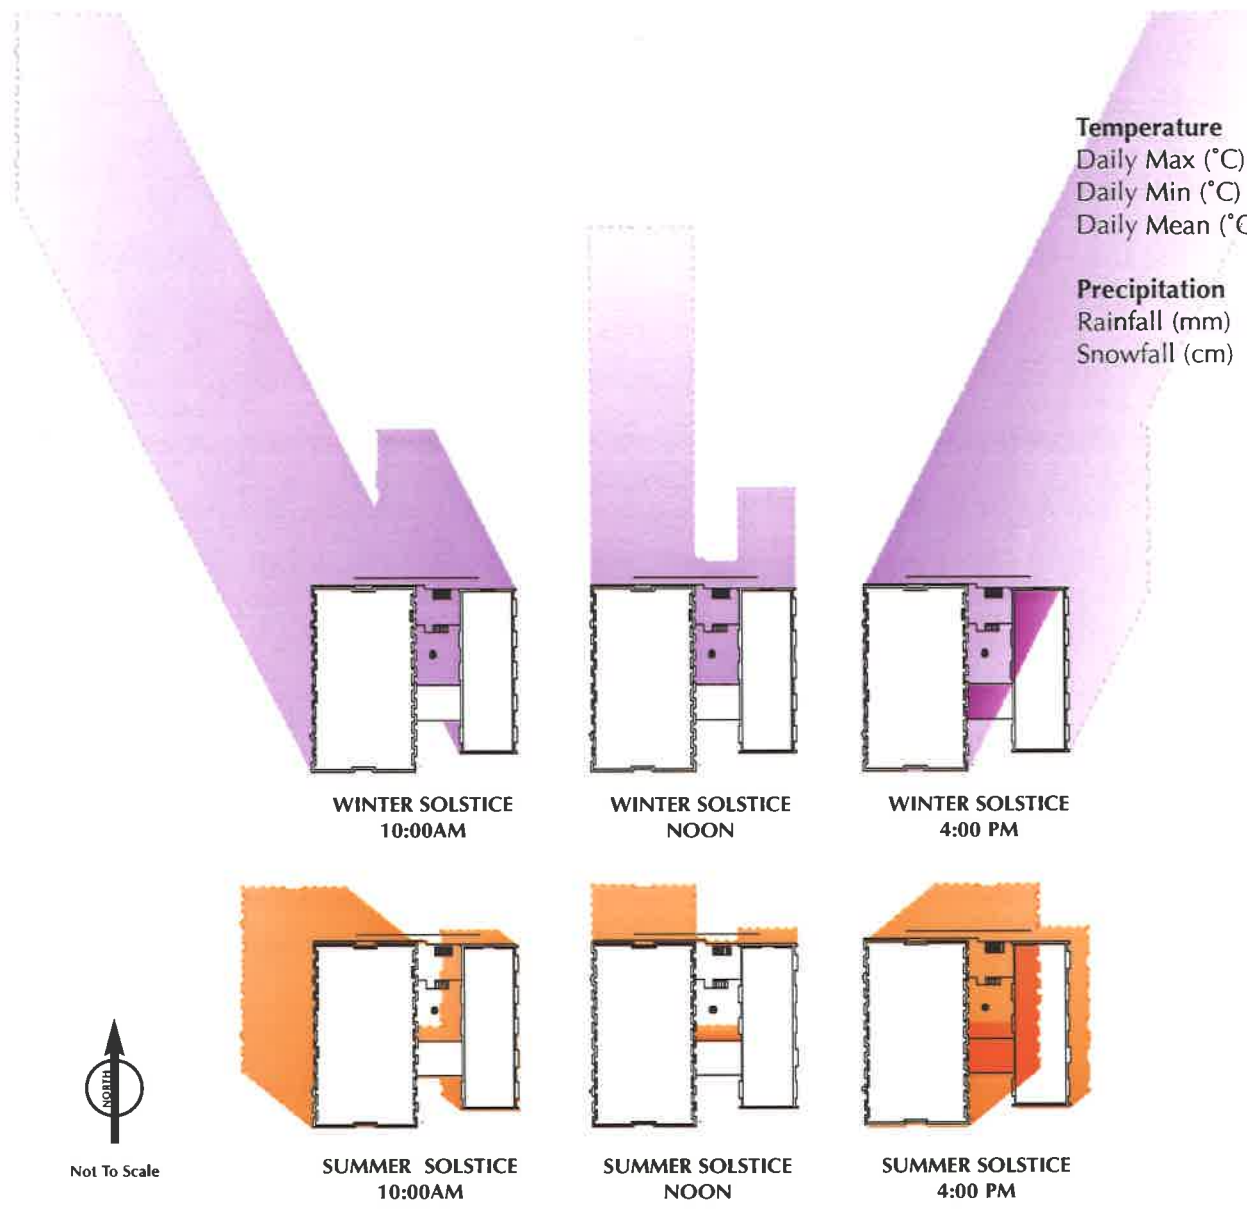 Temperature
Daily Max (˚C)
Daily Min (˚C)
Daily Mean (˚C
Precipitation
Rainfall (mm)
Snowfall (cm)
WINTER SOLSTICE
10:00AM
WINTER SOLSTICE
NOON
WINTER SOLSTICE
4:00 PM
NORTH
Not To Scale
SUMMER SOLSTICE
10:00AM
SUMMER SOLSTICE
NOON
SUMMER SOLSTICE
4:00 PM